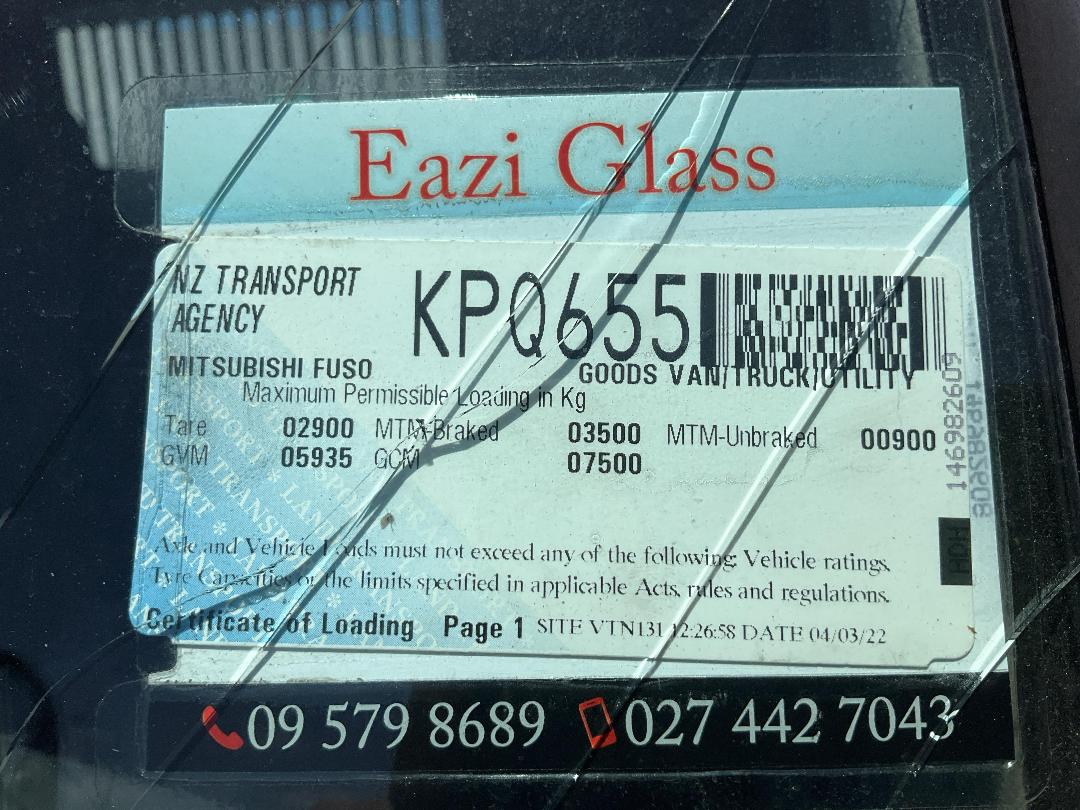 Eazi Glass
NZ TRANSPORT
AGENCY
KPQ655
MITSUBISHI FUSO
GOODS VAN/TRUCK/UTILITY
Maximum Permissible Loading in Kg
Tare 02900 MTM-Braked 03500 MTM-Unbraked 00900
GVM 05935 GCM 07500
146982609
HDH
Axle and Vehicle Loads must not exceed any of the following: Vehicle ratings,
Tyre Capacities or the limits specified in applicable Acts, rules and regulations.
Certificate of Loading Page 1 SITE VTN131 12:26:58 DATE 04/03/22
09 579 8689 027 442 7043